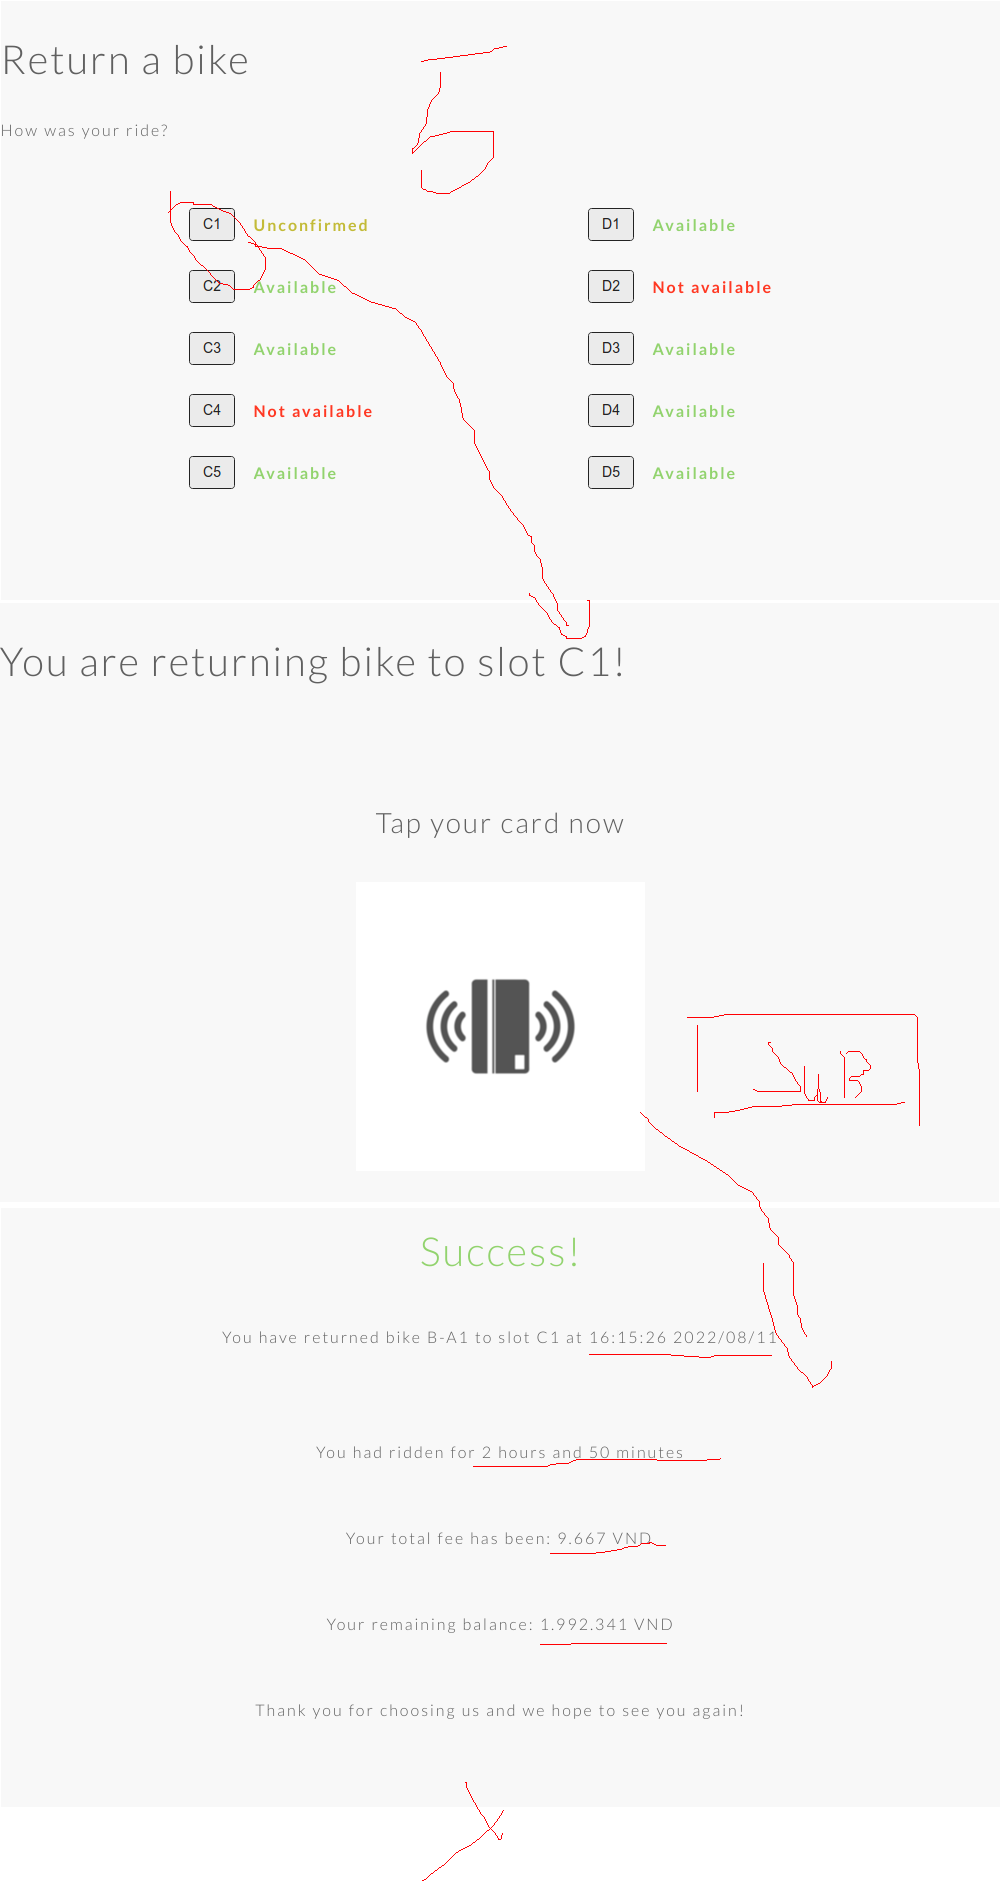 Return a bike
5
How was your ride?
C1 Unconfirmed D1 Available
C2 Available D2 Not available
C3 Available D3 Available
C4 Not available D4 Available
C5 Available D5 Available
You are returning bike to slot C1!
Tap your card now
Success!
You have returned bike B-A1 to slot C1 at 16:15:26 2022/08/11
You had ridden for 2 hours and 50 minutes
Your total fee has been: 9.667 VND
Your remaining balance: 1.992.341 VND
Thank you for choosing us and we hope to see you again!